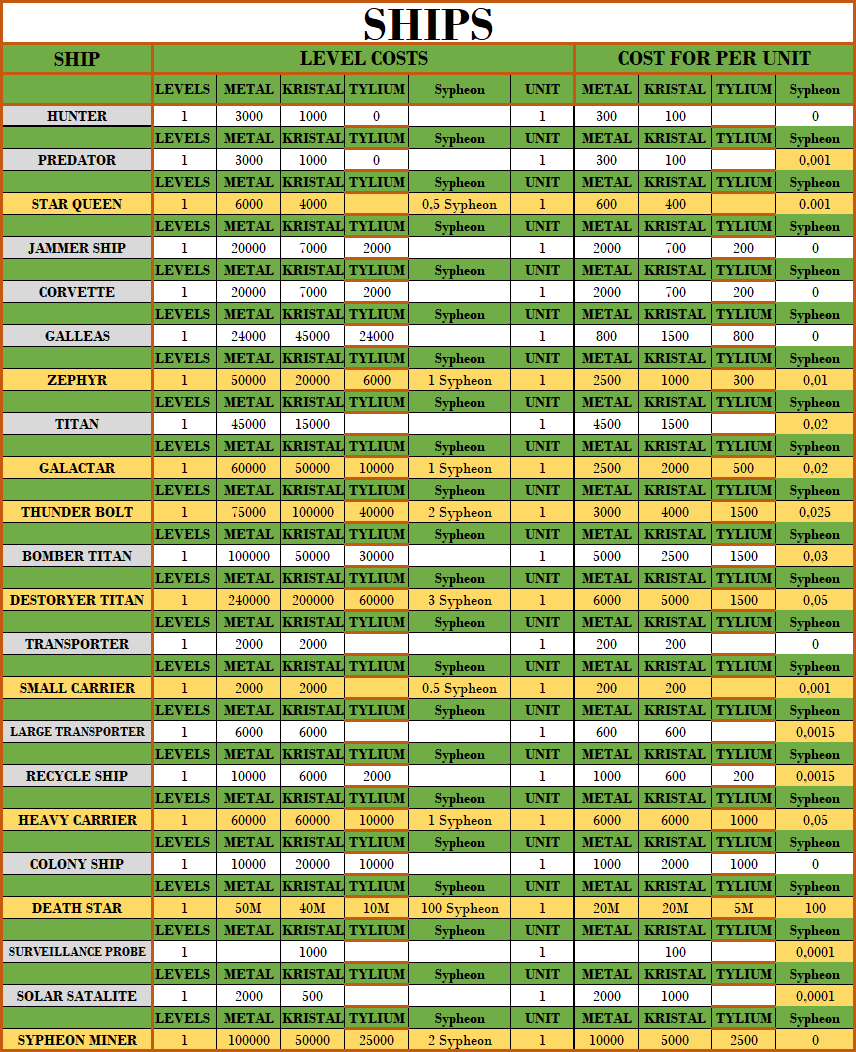 SHIPS
SHIP LEVEL COSTS COST FOR PER UNIT
LEVELS METAL KRISTAL TYLIUM Sypheon UNIT METAL KRISTAL TYLIUM Sypheon
HUNTER 1 3000 1000 0 1 300 100 0
LEVELS METAL KRISTAL TYLIUM Sypheon UNIT METAL KRISTAL TYLIUM Sypheon
PREDATOR 1 3000 1000 0 1 300 100 0,001
LEVELS METAL KRISTAL TYLIUM Sypheon UNIT METAL KRISTAL TYLIUM Sypheon
STAR QUEEN 1 6000 4000 0,5 Sypheon 1 600 400 0.001
LEVELS METAL KRISTAL TYLIUM Sypheon UNIT METAL KRISTAL TYLIUM Sypheon
JAMMER SHIP 1 20000 7000 2000 1 2000 700 200 0
LEVELS METAL KRISTAL TYLIUM Sypheon UNIT METAL KRISTAL TYLIUM Sypheon
CORVETTE 1 20000 7000 2000 1 2000 700 200 0
LEVELS METAL KRISTAL TYLIUM Sypheon UNIT METAL KRISTAL TYLIUM Sypheon
GALLEAS 1 24000 45000 24000 1 800 1500 800 0
LEVELS METAL KRISTAL TYLIUM Sypheon UNIT METAL KRISTAL TYLIUM Sypheon
ZEPHYR 1 50000 20000 6000 1 Sypheon 1 2500 1000 300 0,01
LEVELS METAL KRISTAL TYLIUM Sypheon UNIT METAL KRISTAL TYLIUM Sypheon
TITAN 1 45000 15000 1 4500 1500 0,02
LEVELS METAL KRISTAL TYLIUM Sypheon UNIT METAL KRISTAL TYLIUM Sypheon
GALACTAR 1 60000 50000 10000 1 Sypheon 1 2500 2000 500 0,02
LEVELS METAL KRISTAL TYLIUM Sypheon UNIT METAL KRISTAL TYLIUM Sypheon
THUNDER BOLT 1 75000 100000 40000 2 Sypheon 1 3000 4000 1500 0,025
LEVELS METAL KRISTAL TYLIUM Sypheon UNIT METAL KRISTAL TYLIUM Sypheon
BOMBER TITAN 1 100000 50000 30000 1 5000 2500 1500 0,03
LEVELS METAL KRISTAL TYLIUM Sypheon UNIT METAL KRISTAL TYLIUM Sypheon
DESTORYER TITAN 1 240000 200000 60000 3 Sypheon 1 6000 5000 1500 0,05
LEVELS METAL KRISTAL TYLIUM Sypheon UNIT METAL KRISTAL TYLIUM Sypheon
TRANSPORTER 1 2000 2000 1 200 200 0
LEVELS METAL KRISTAL TYLIUM Sypheon UNIT METAL KRISTAL TYLIUM Sypheon
SMALL CARRIER 1 2000 2000 0.5 Sypheon 1 200 200 0,001
LEVELS METAL KRISTAL TYLIUM Sypheon UNIT METAL KRISTAL TYLIUM Sypheon
LARGE TRANSPORTER 1 6000 6000 1 600 600 0,0015
LEVELS METAL KRISTAL TYLIUM Sypheon UNIT METAL KRISTAL TYLIUM Sypheon
RECYCLE SHIP 1 10000 6000 2000 1 1000 600 200 0,0015
LEVELS METAL KRISTAL TYLIUM Sypheon UNIT METAL KRISTAL TYLIUM Sypheon
HEAVY CARRIER 1 60000 60000 10000 1 Sypheon 1 6000 6000 1000 0,05
LEVELS METAL KRISTAL TYLIUM Sypheon UNIT METAL KRISTAL TYLIUM Sypheon
COLONY SHIP 1 10000 20000 10000 1 1000 2000 1000 0
LEVELS METAL KRISTAL TYLIUM Sypheon UNIT METAL KRISTAL TYLIUM Sypheon
DEATH STAR 1 50M 40M 10M 100 Sypheon 1 20M 20M 5M 100
LEVELS METAL KRISTAL TYLIUM Sypheon UNIT METAL KRISTAL TYLIUM Sypheon
SURVEILLANCE PROBE 1 1000 1 100 0,0001
LEVELS METAL KRISTAL TYLIUM Sypheon UNIT METAL KRISTAL TYLIUM Sypheon
SOLAR SATALITE 1 2000 500 1 2000 1000 0,0001
LEVELS METAL KRISTAL TYLIUM Sypheon UNIT METAL KRISTAL TYLIUM Sypheon
SYPHEON MINER 1 100000 50000 25000 2 Sypheon 1 10000 5000 2500 0